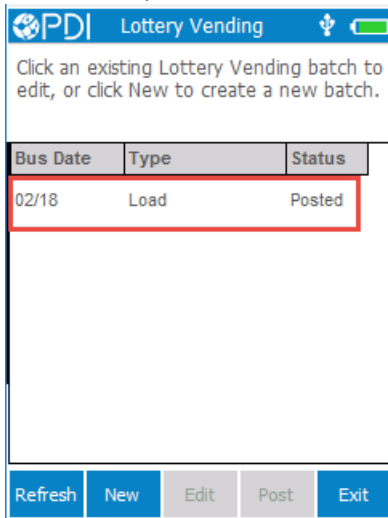 PDI Lottery Vending
Click an existing Lottery Vending batch to
edit, or click New to create a new batch.
Bus Date Type Status
02/18 Load Posted
Refresh New Edit Post Exit